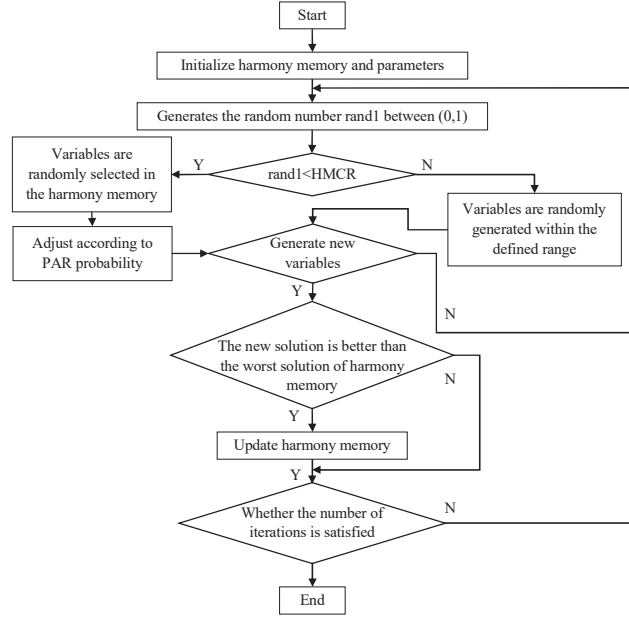 Start
Initialize harmony memory and parameters
Generates the random number rand1 between (0,1)
Variables are
randomly selected in
the harmony memory
Y
rand1<HMCR
N
Variables are randomly
generated within the
defined range
Adjust according to
PAR probability
Generate new
variables
Y
N
The new solution is better than
the worst solution of harmony
memory
N
Y
Update harmony memory
Y
Whether the number of
iterations is satisfied
N
End